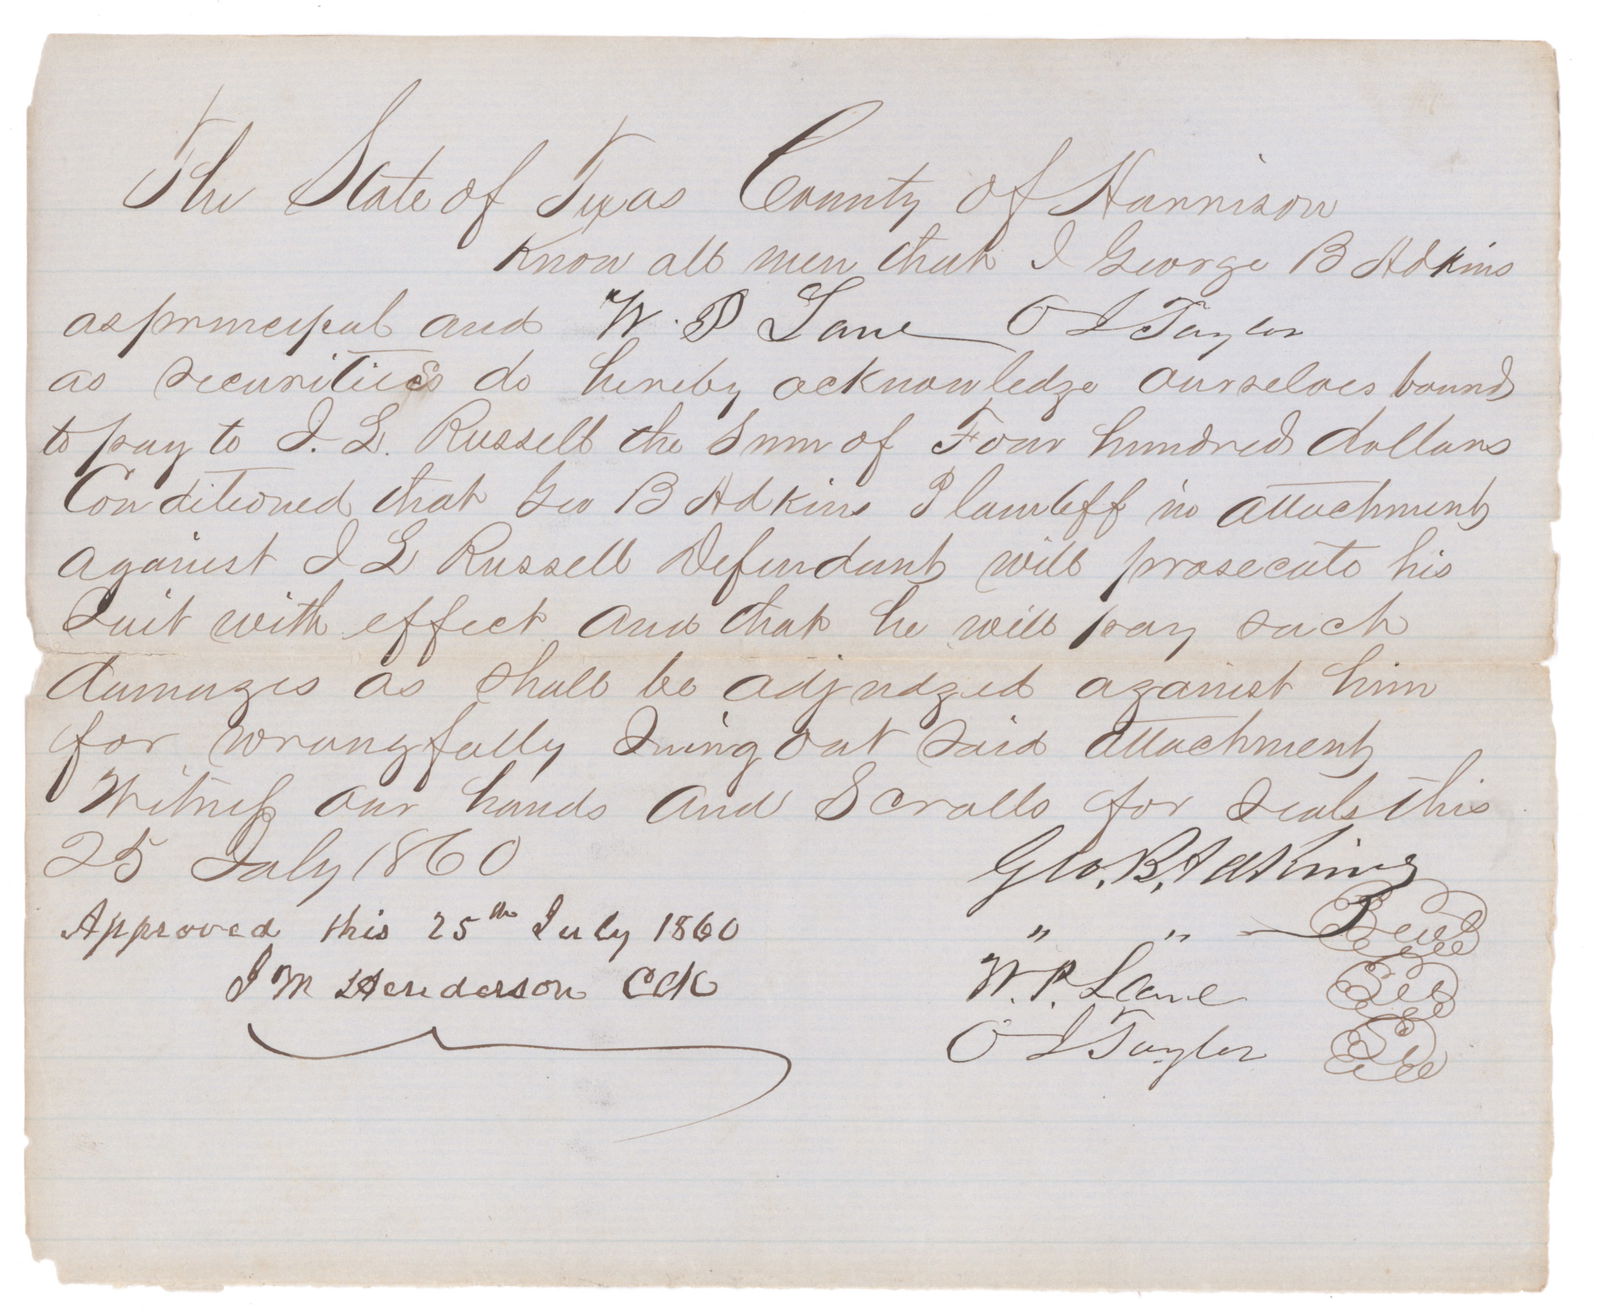 The State of Texas County of Harrison
Know all men that I George B Adkins
as principal and W. P Lane O L Taylor
as securities do hereby acknowledge ourselves bound
to pay to J. L. Russell the Sum of Four hundred dollars
Conditioned that Geo B Adkins Plaintiff in attachment
against J L Russell Defendant will prosecute his
Suit with effect and that he will pay such
damages as shall be adjudged against him
for wrongfully Suing out said attachment
Witness our hands and Scrolls for Seals this
25 July 1860
Geo. B. Adkins
Approved this 25th July 1860
" " Seal
J M Henderson CCK
W. P. Lane
O L Taylor